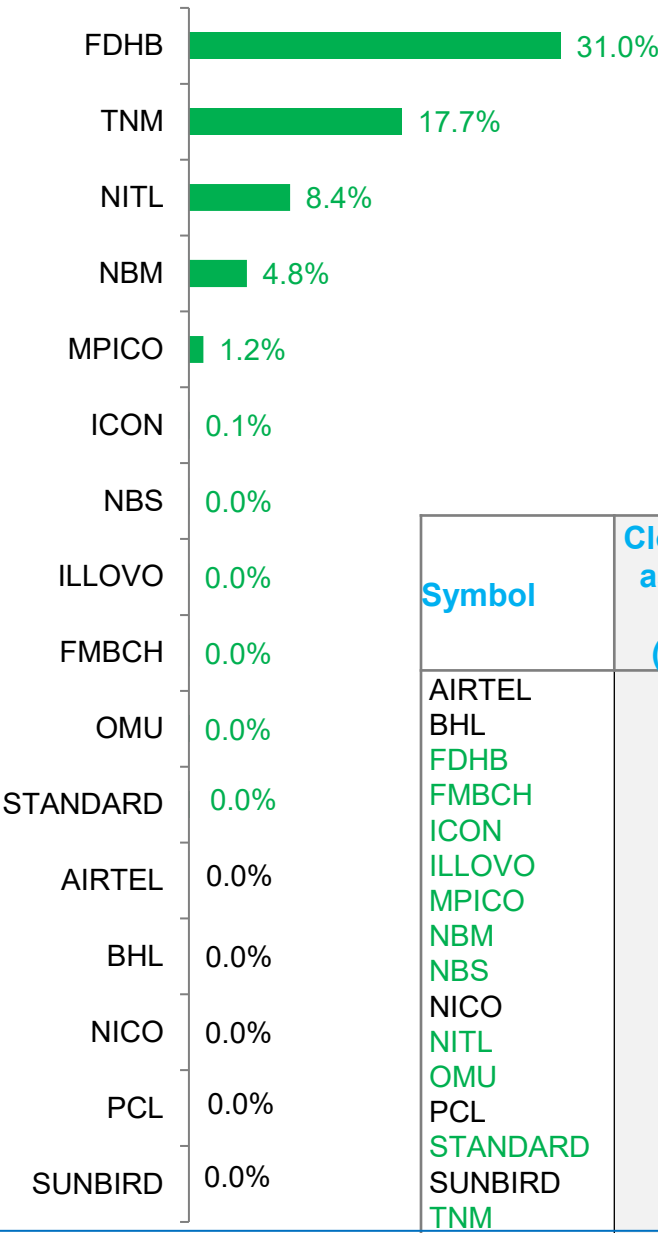 FDHB 31.0%
TNM 17.7%
NITL 8.4%
NBM 4.8%
MPICO 1.2%
ICON 0.1%
NBS 0.0%
ILLOVO 0.0%
FMBCH 0.0%
OMU 0.0%
STANDARD 0.0%
AIRTEL 0.0%
BHL 0.0%
NICO 0.0%
PCL 0.0%
SUNBIRD 0.0%
Symbol
AIRTEL
BHL
FDHB
FMBCH
ICON
ILLOVO
MPICO
NBM
NBS
NICO
NITL
OMU
PCL
STANDARD
SUNBIRD
TNM